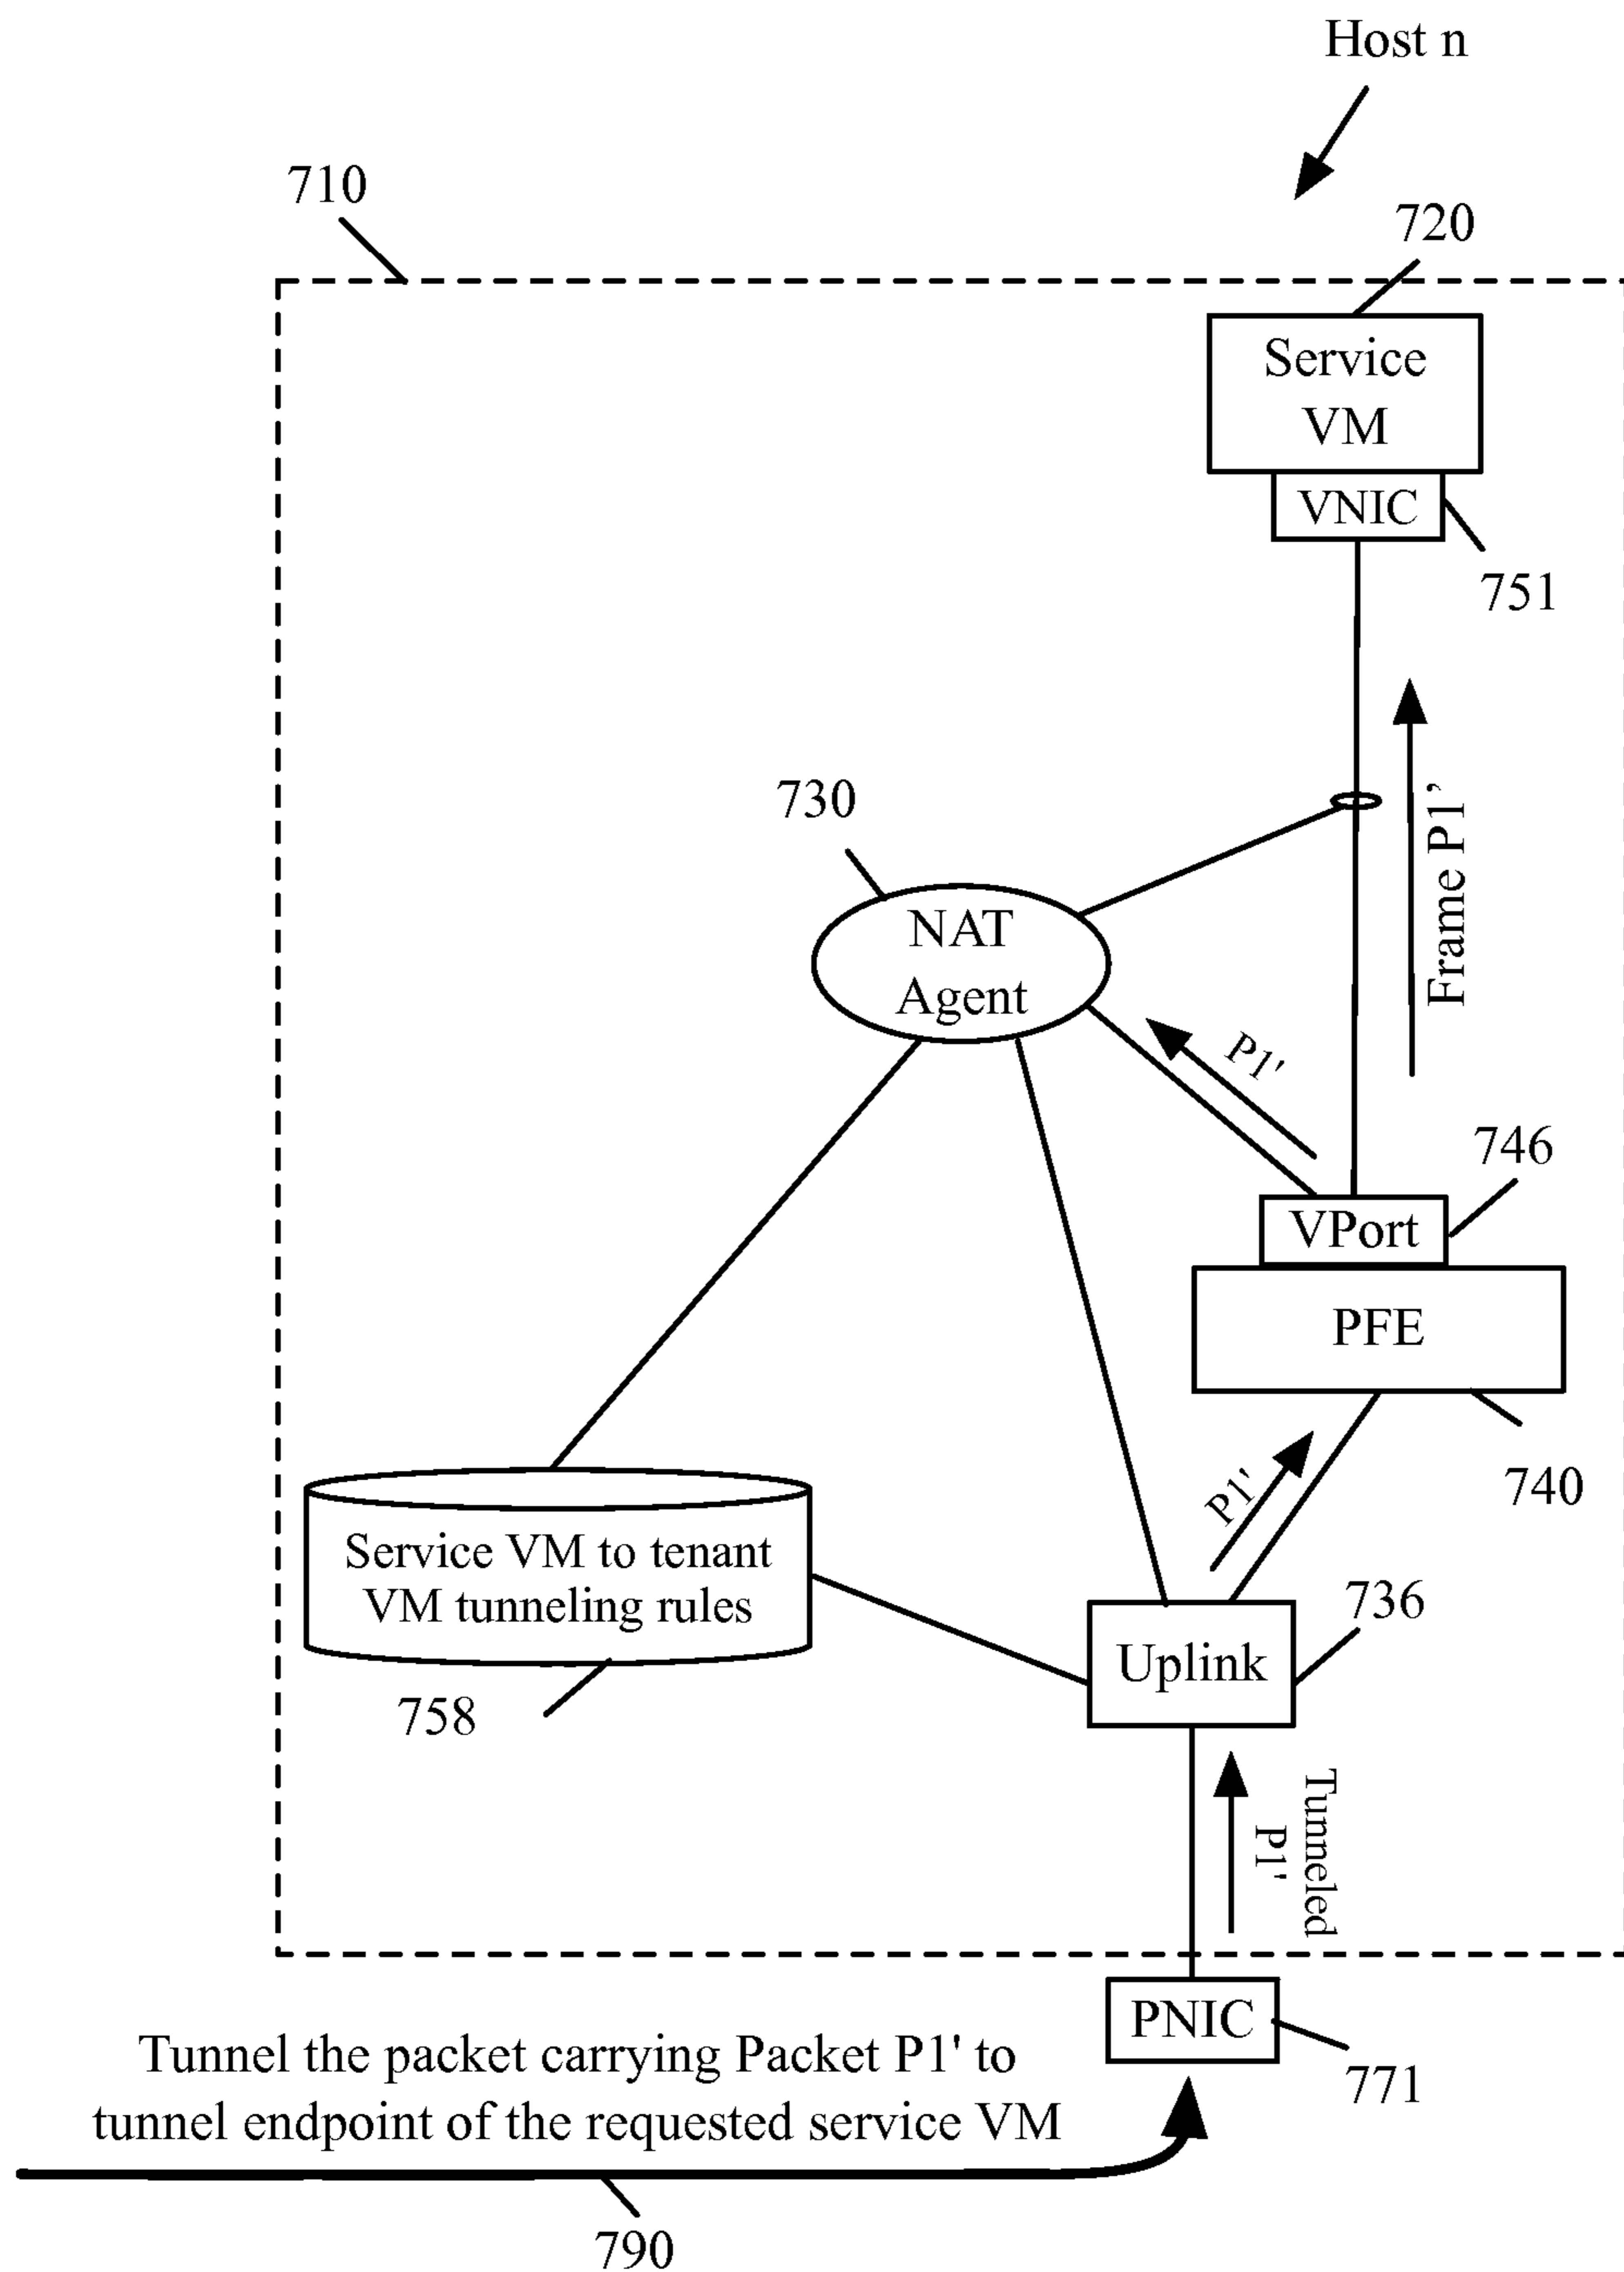 Host n
710
720
Service
VM
VNIC
751
730
Frame P1’
NAT
Agent
P1'
746
VPort
PFE
P1'
740
Service VM to tenant
VM tunneling rules
736
Uplink
758
Tunneled
P1'
PNIC
Tunnel the packet carrying Packet P1' to
tunnel endpoint of the requested service VM
771
790